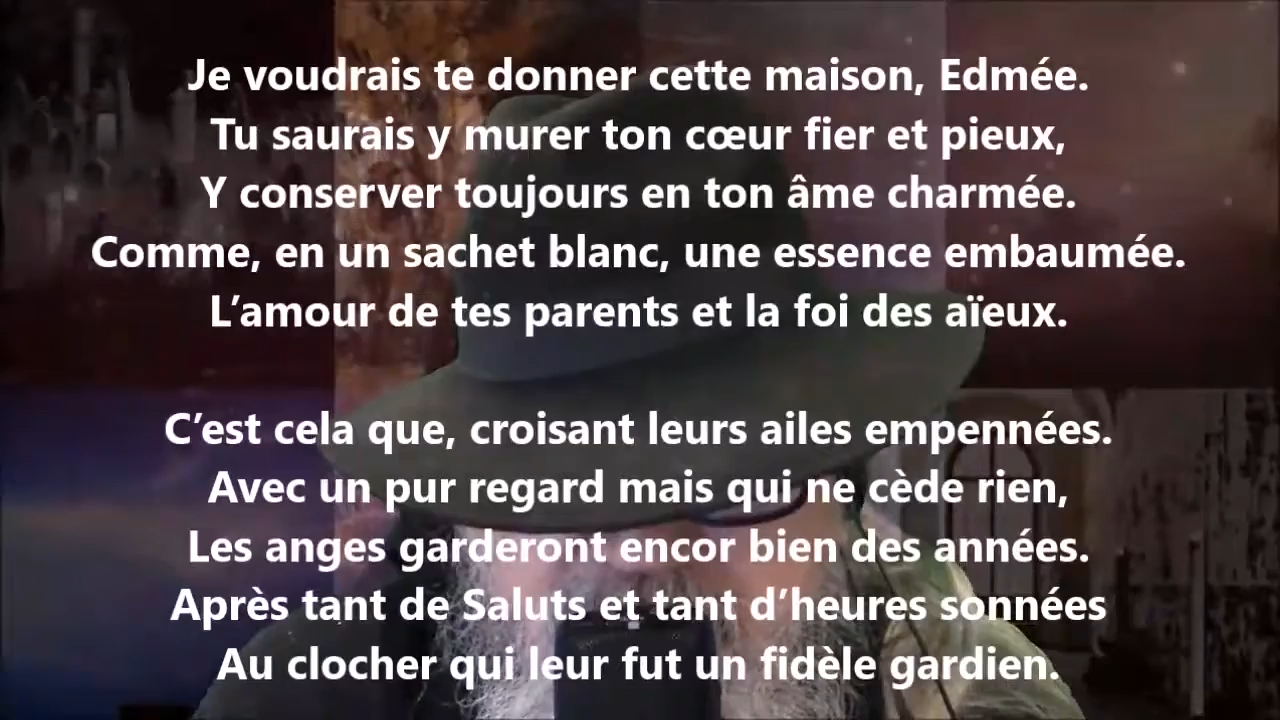 Je voudrais te donner cette maison, Edmée.
Tu saurais y murer ton cœur fier et pieux,
Y conserver toujours en ton âme charmée.
Comme, en un sachet blanc, une essence embaumée.
L’amour de tes parents et la foi des aïeux.
C’est cela que, croisant leurs ailes empennées.
Avec un pur regard mais qui ne cède rien,
Les anges garderont encor bien des années.
Après tant de Saluts et tant d’heures sonnées
Au clocher qui leur fut un fidèle gardien.